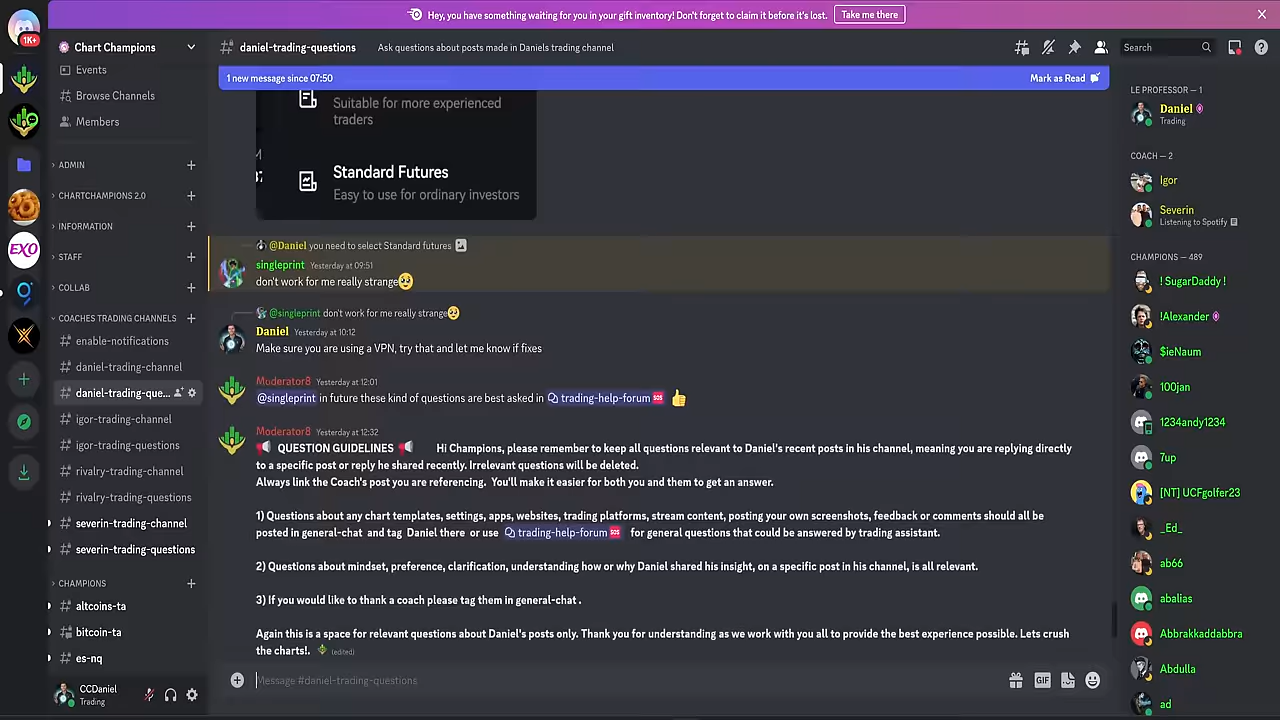 Hey, you have something waiting for you in your gift inventory! Don't forget to claim it before it's lost.
Take me there
1K+
EXO
Chart Champions
Events
Browse Channels
Members
ADMIN
CHARTCHAMPIONS 2.0
INFORMATION
STAFF
COLLAB
COACHES TRADING CHANNELS
enable-notifications
daniel-trading-channel
daniel-trading-que...
igor-trading-channel
igor-trading-questions
rivalry-trading-channel
rivalry-trading-questions
severin-trading-channel
severin-trading-questions
CHAMPIONS
altcoins-ta
bitcoin-ta
es-nq
CCDaniel
Trading
daniel-trading-questions
Ask questions about posts made in Daniels trading channel
Search
1 new message since 07:50
Mark as Read
Suitable for more experienced
traders
Standard Futures
Easy to use for ordinary investors
@Daniel you need to select Standard futures
singleprint Yesterday at 09:51
don't work for me really strange🥺
@singleprint don't work for me really strange🥺
Daniel Yesterday at 10:12
Make sure you are using a VPN, try that and let me know if fixes
Moderator8 Yesterday at 12:01
@singleprint in future these kind of questions are best asked in trading-help-forum🆘 👍
Moderator8 Yesterday at 12:32
📢 QUESTION GUIDELINES 📢 Hi Champions, please remember to keep all questions relevant to Daniel's recent posts in his channel, meaning you are replying directly
to a specific post or reply he shared recently. Irrelevant questions will be deleted.
Always link the Coach's post you are referencing. You'll make it easier for both you and them to get an answer.
1) Questions about any chart templates, settings, apps, websites, trading platforms, stream content, posting your own screenshots, feedback or comments should all be
posted in general-chat and tag Daniel there or use trading-help-forum🆘 for general questions that could be answered by trading assistant.
2) Questions about mindset, preference, clarification, understanding how or why Daniel shared his insight, on a specific post in his channel, is all relevant.
3) If you would like to thank a coach please tag them in general-chat .
Again this is a space for relevant questions about Daniel's posts only. Thank you for understanding as we work with you all to provide the best experience possible. Lets crush
the charts!. (edited)
Message #daniel-trading-questions
GIF
LE PROFESSOR — 1
Daniel
Trading
COACH — 2
Igor
Severin
Listening to Spotify
CHAMPIONS — 489
! SugarDaddy !
!Alexander
$ieNaum
100jan
1234andy1234
7up
[NT] UCFgolfer23
_Ed_
ab66
abalias
Abbrakkaddabbra
Abdulla
ad